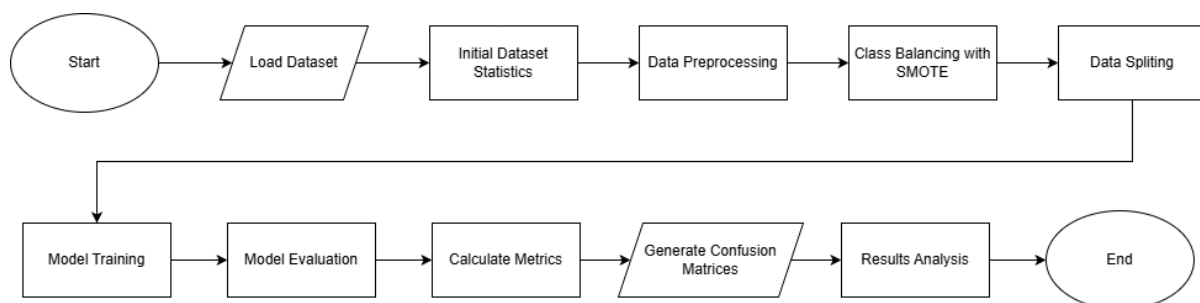 Start
Load Dataset
Initial Dataset
Statistics
Data Preprocessing
Class Balancing with
SMOTE
Data Spliting
Model Training
Model Evaluation
Calculate Metrics
Generate Confusion
Matrices
Results Analysis
End